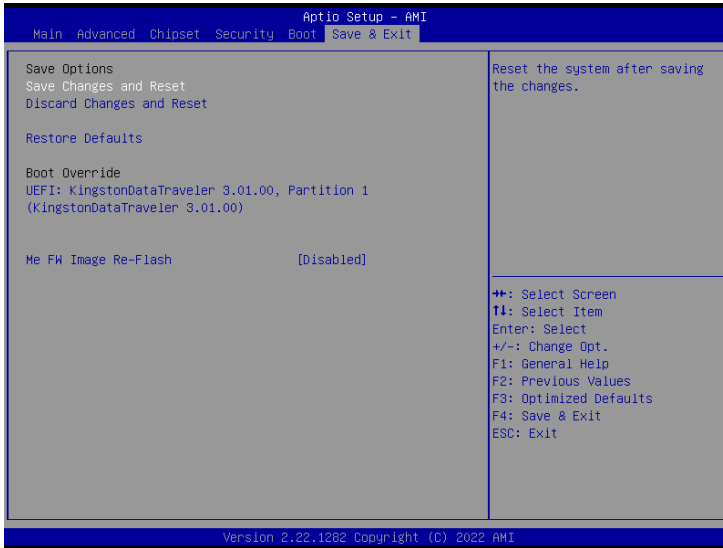 Aptio Setup – AMI
Main Advanced Chipset Security Boot Save & Exit
Save Options
Save Changes and Reset
Discard Changes and Reset
Restore Defaults
Boot Override
UEFI: KingstonDataTraveler 3.01.00, Partition 1
(KingstonDataTraveler 3.01.00)
Me FW Image Re-Flash [Disabled]
Reset the system after saving
the changes.
→←: Select Screen
↑↓: Select Item
Enter: Select
+/-: Change Opt.
F1: General Help
F2: Previous Values
F3: Optimized Defaults
F4: Save & Exit
ESC: Exit
Version 2.22.1282 Copyright (C) 2022 AMI